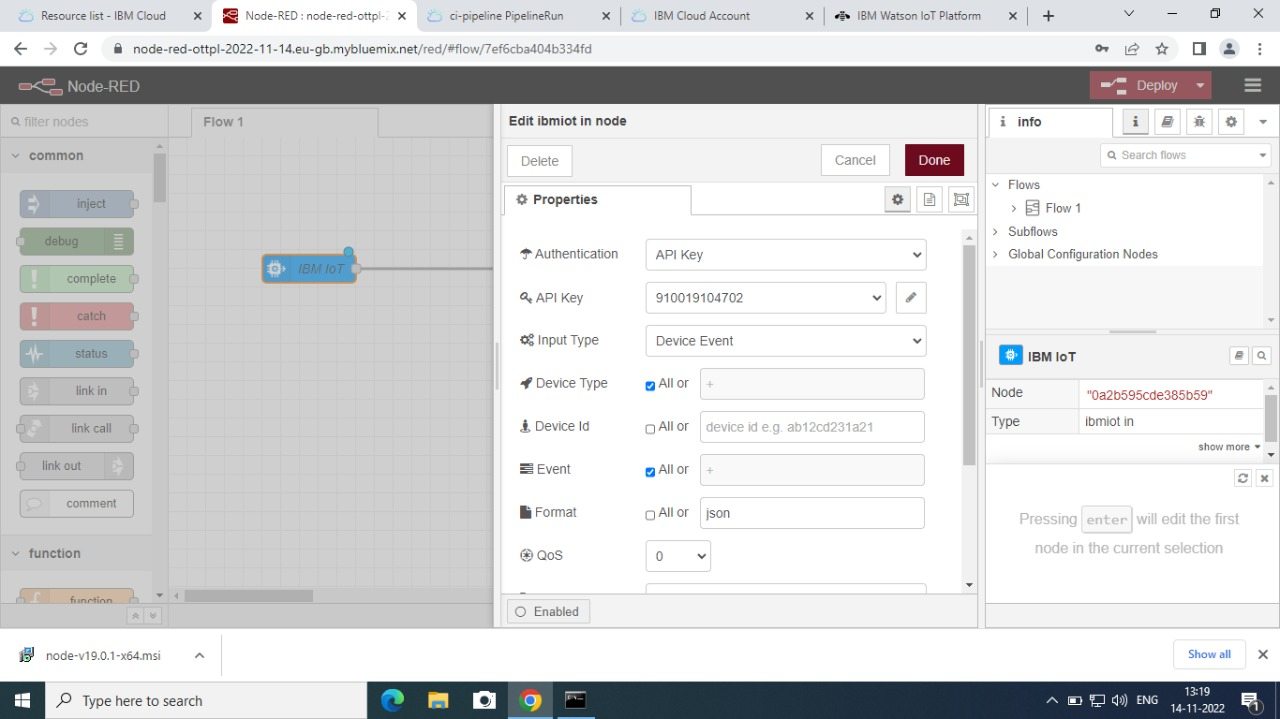 Resource list - IBM Cloud
Node-RED : node-red-ottpl-2
ci-pipeline PipelineRun
IBM Cloud Account
IBM Watson IoT Platform
node-red-ottpl-2022-11-14.eu-gb.mybluemix.net/red/#flow/7ef6cba404b334fd
Node-RED
Deploy
filter nodes
Flow 1
common
inject
debug
complete
catch
status
link in
link call
link out
comment
function
function
IBM IoT
Edit ibmiot in node
Delete
Cancel
Done
Properties
Authentication
API Key
API Key
910019104702
Input Type
Device Event
Device Type
All or
+
Device Id
All or
device id e.g. ab12cd231a21
Event
All or
+
Format
All or
json
QoS
0
Enabled
info
Search flows
Flows
Flow 1
Subflows
Global Configuration Nodes
IBM IoT
Node
"0a2b595cde385b59"
Type
ibmiot in
show more
Pressing enter will edit the first
node in the current selection
node-v19.0.1-x64.msi
Show all
Type here to search
ENG
13:19
14-11-2022
1